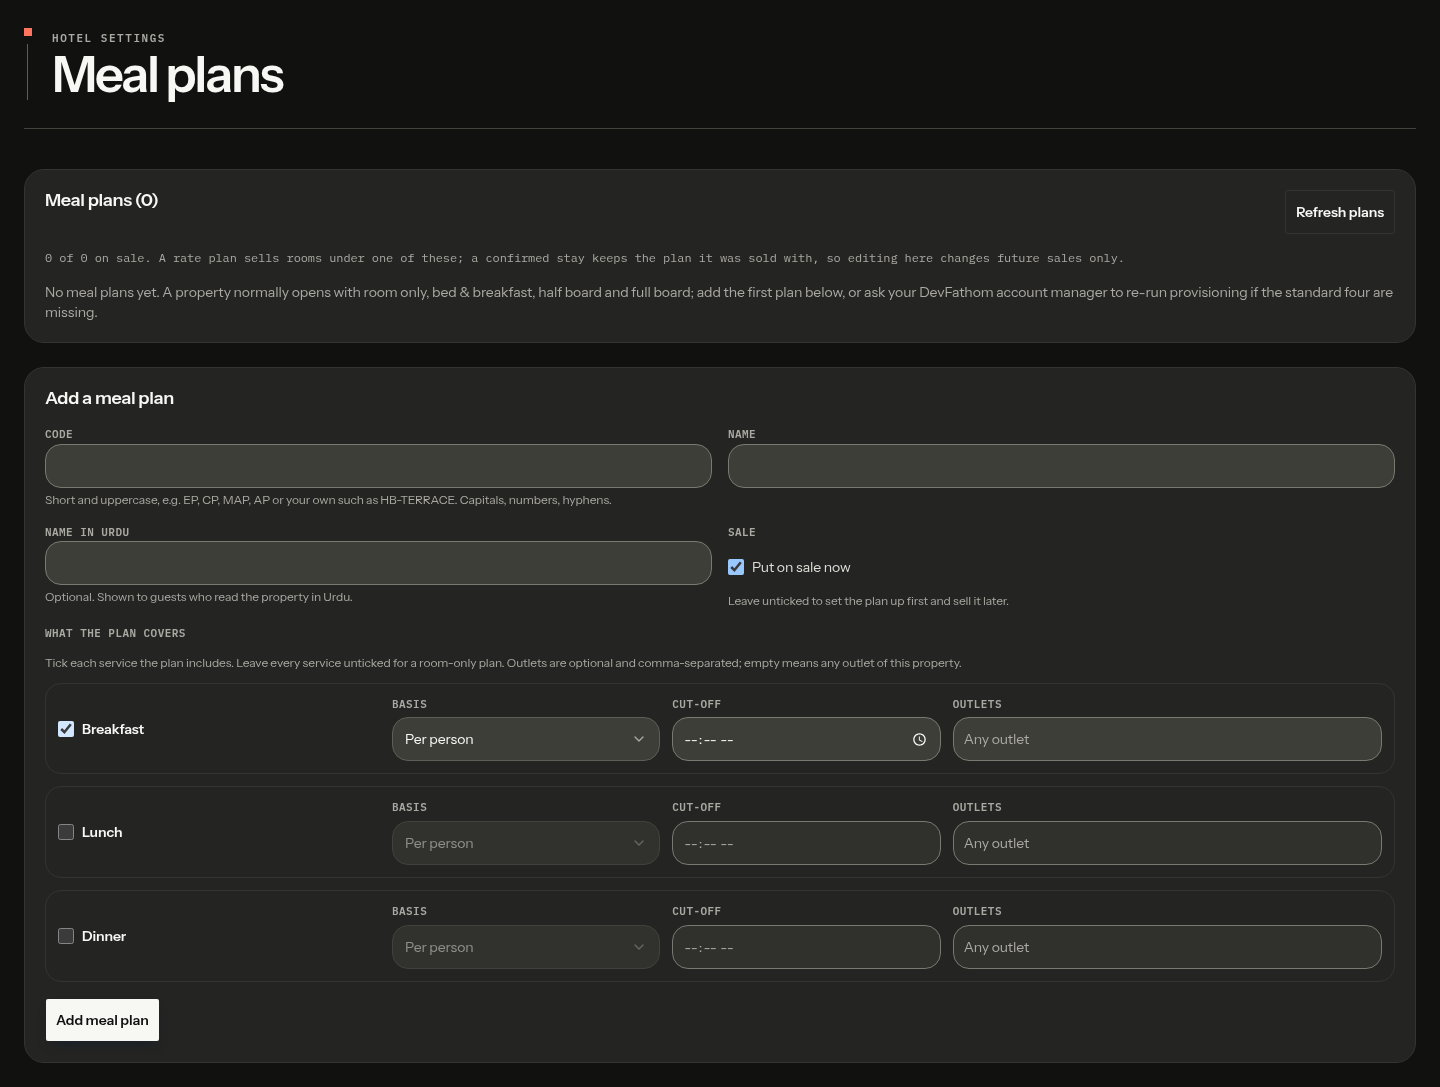 HOTEL SETTINGS
Meal plans
Meal plans (0)
Refresh plans
0 of 0 on sale. A rate plan sells rooms under one of these; a confirmed stay keeps the plan it was sold with, so editing here changes future sales only.
No meal plans yet. A property normally opens with room only, bed & breakfast, half board and full board; add the first plan below, or ask your DevFathom account manager to re-run provisioning if the standard four are
missing.
Add a meal plan
CODE
NAME
Short and uppercase, e.g. EP, CP, MAP, AP or your own such as HB-TERRACE. Capitals, numbers, hyphens.
NAME IN URDU
SALE
Put on sale now
Optional. Shown to guests who read the property in Urdu.
Leave unticked to set the plan up first and sell it later.
WHAT THE PLAN COVERS
Tick each service the plan includes. Leave every service unticked for a room-only plan. Outlets are optional and comma-separated; empty means any outlet of this property.
BASIS CUT-OFF OUTLETS
Breakfast Per person --:-- -- Any outlet
BASIS CUT-OFF OUTLETS
Lunch Per person --:-- -- Any outlet
BASIS CUT-OFF OUTLETS
Dinner Per person --:-- -- Any outlet
Add meal plan